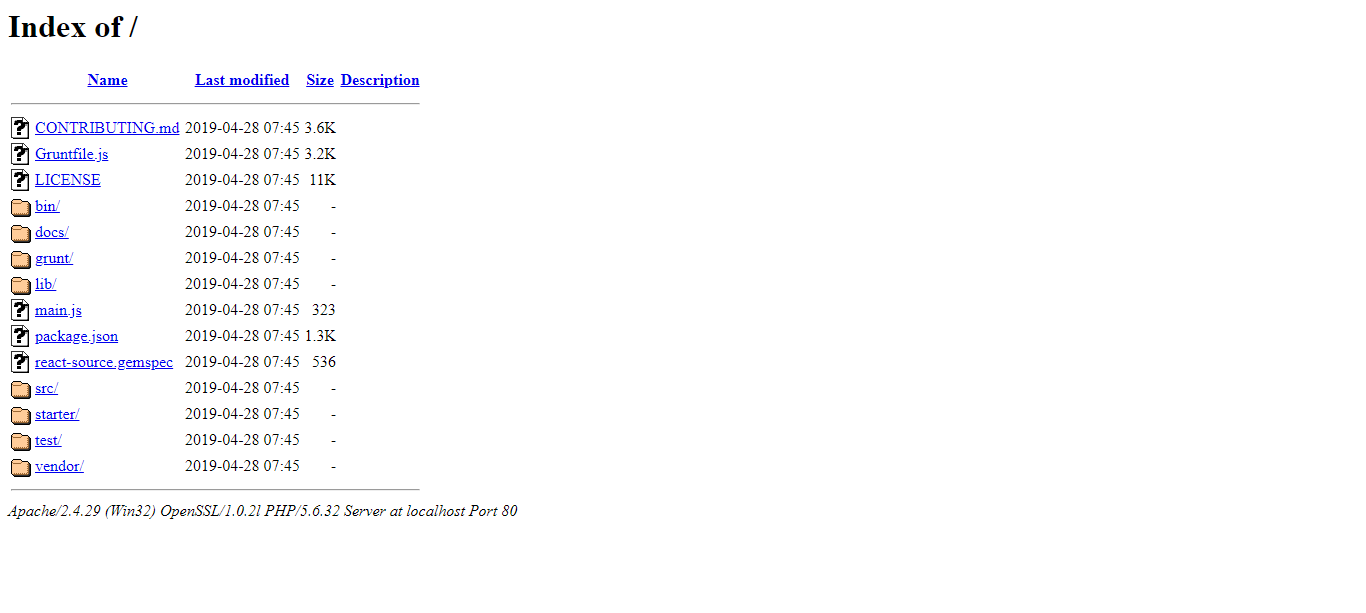 Index of /
Name Last modified Size Description
CONTRIBUTING.md 2019-04-28 07:45 3.6K
Gruntfile.js 2019-04-28 07:45 3.2K
LICENSE 2019-04-28 07:45 11K
bin/ 2019-04-28 07:45 -
docs/ 2019-04-28 07:45 -
grunt/ 2019-04-28 07:45 -
lib/ 2019-04-28 07:45 -
main.js 2019-04-28 07:45 323
package.json 2019-04-28 07:45 1.3K
react-source.gemspec 2019-04-28 07:45 536
src/ 2019-04-28 07:45 -
starter/ 2019-04-28 07:45 -
test/ 2019-04-28 07:45 -
vendor/ 2019-04-28 07:45 -
Apache/2.4.29 (Win32) OpenSSL/1.0.2l PHP/5.6.32 Server at localhost Port 80